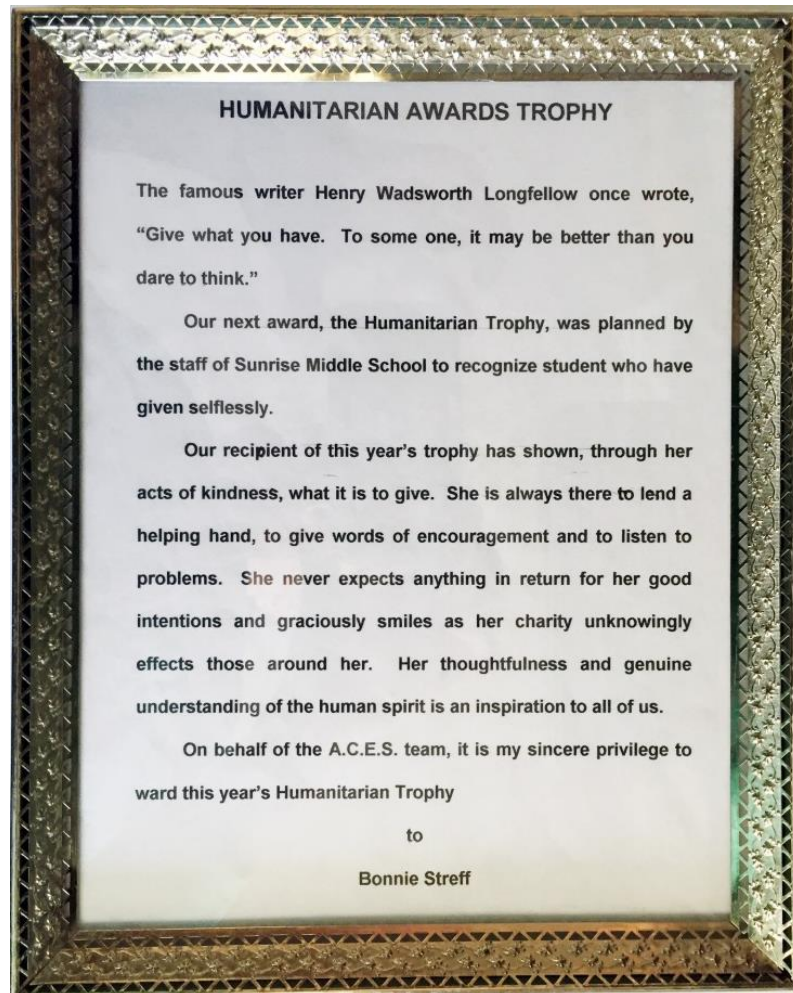 HUMANITARIAN AWARDS TROPHY
The famous writer Henry Wadsworth Longfellow once wrote,
“Give what you have. To some one, it may be better than you
dare to think.”
Our next award, the Humanitarian Trophy, was planned by
the staff of Sunrise Middle School to recognize student who have
given selflessly.
Our recipient of this year’s trophy has shown, through her
acts of kindness, what it is to give. She is always there to lend a
helping hand, to give words of encouragement and to listen to
problems. She never expects anything in return for her good
intentions and graciously smiles as her charity unknowingly
effects those around her. Her thoughtfulness and genuine
understanding of the human spirit is an inspiration to all of us.
On behalf of the A.C.E.S. team, it is my sincere privilege to
ward this year’s Humanitarian Trophy
to
Bonnie Streff